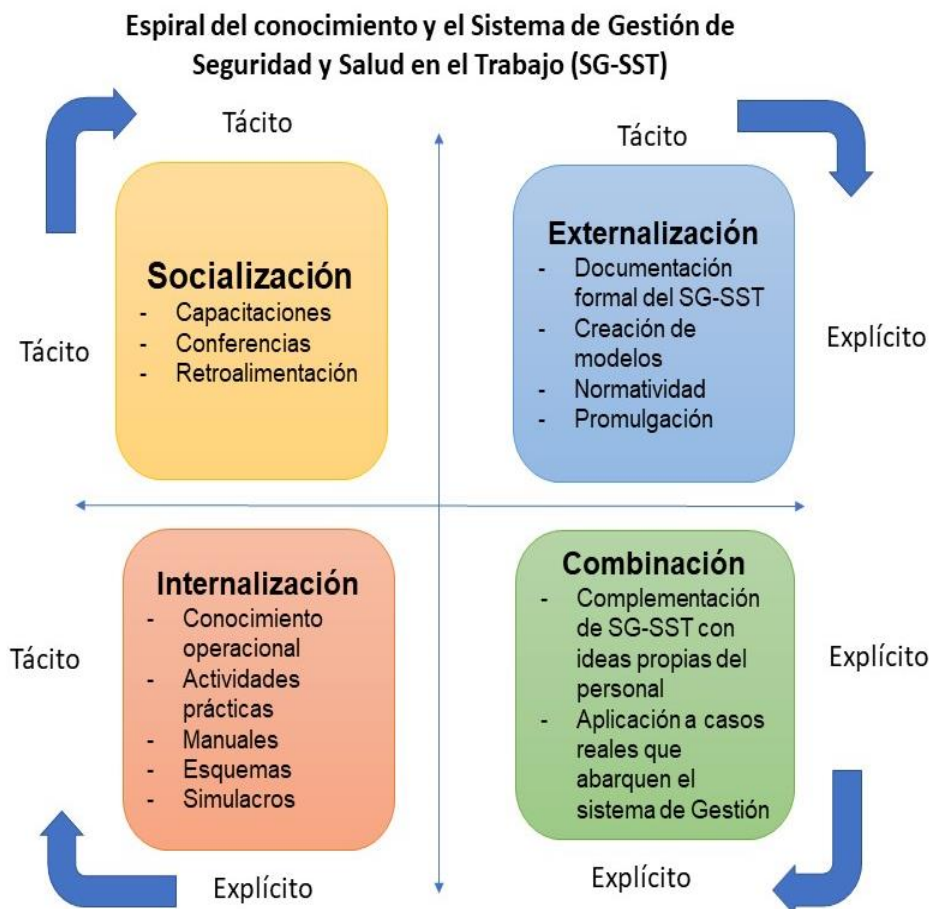 Espiral del conocimiento y el Sistema de Gestión de
Seguridad y Salud en el Trabajo (SG-SST)
Tácito
Tácito
Socialización
- Capacitaciones
- Conferencias
- Retroalimentación
Tácito
Externalización
- Documentación
formal del SG-SST
- Creación de
modelos
- Normatividad
- Promulgación
Explícito
Internalización
- Conocimiento
operacional
- Actividades
prácticas
- Manuales
- Esquemas
- Simulacros
Tácito
Explícito
Combinación
- Complementación
de SG-SST con
ideas propias del
personal
- Aplicación a casos
reales que
abarquen el
sistema de Gestión
Explícito
Explícito